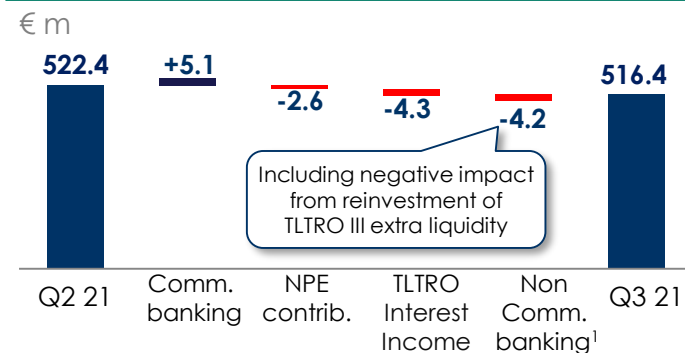 € m
522.4
+5.1
-2.6
-4.3
-4.2
516.4
Including negative impact
from reinvestment of
TLTRO III extra liquidity
Q2 21
Comm.
banking
NPE
contrib.
TLTRO
Interest
Income
Non
Comm.
banking¹
Q3 21